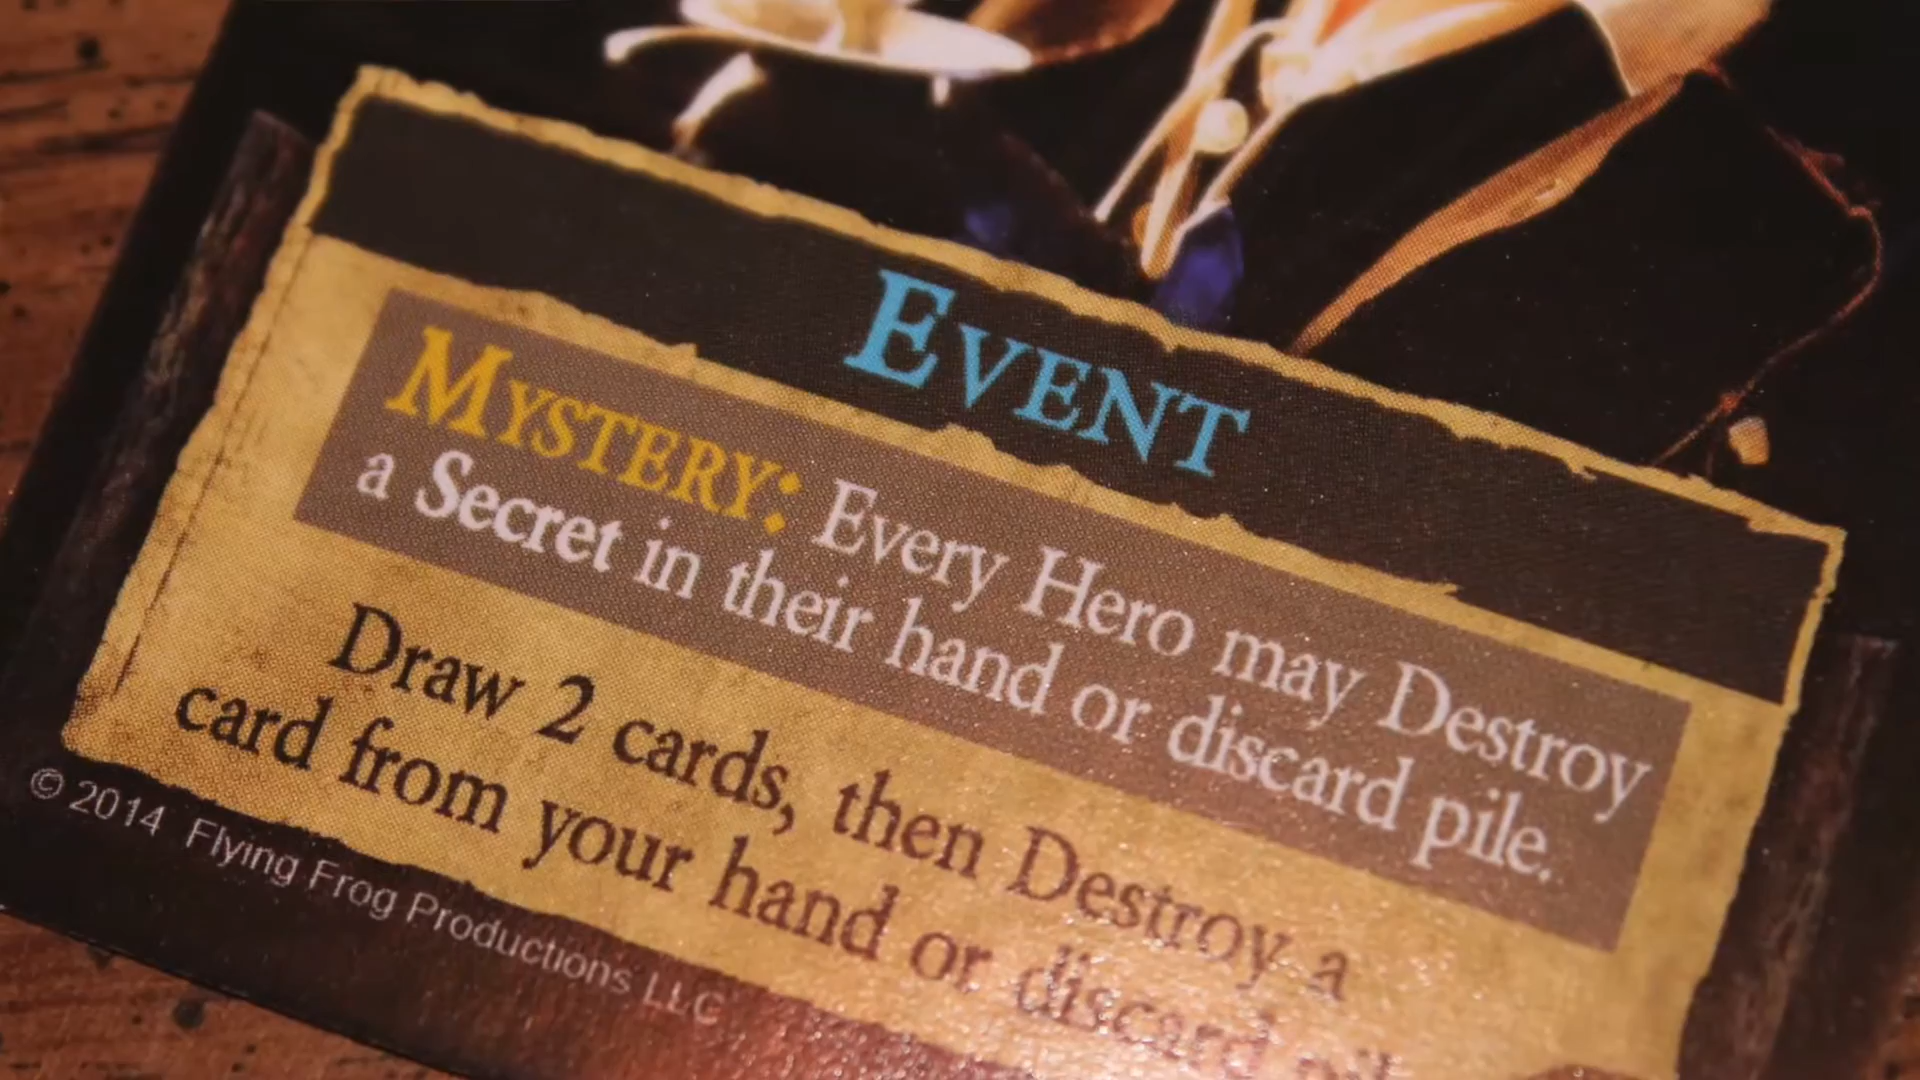 EVENT
MYSTERY: Every Hero may Destroy
a Secret in their hand or discard pile.
Draw 2 cards, then Destroy a
card from your hand or discard
© 2014 Flying Frog Productions LLC